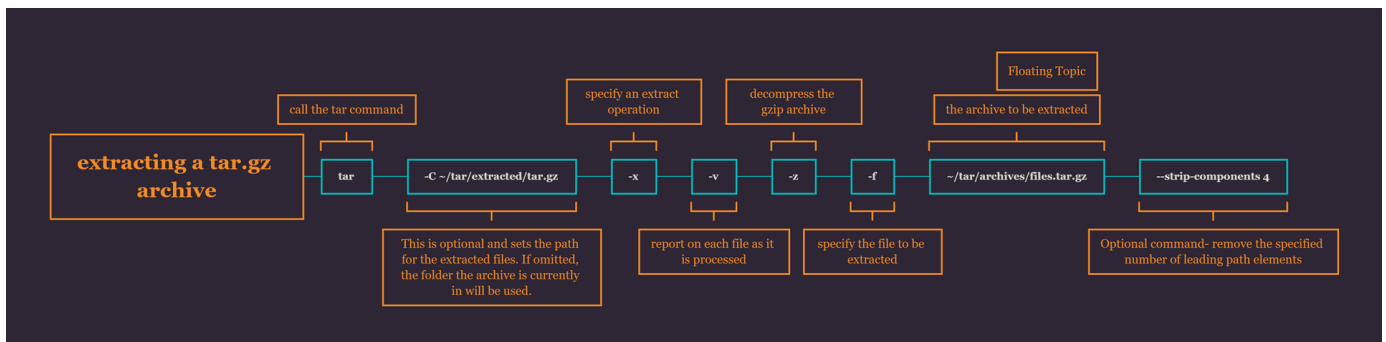 Floating Topic
call the tar command
specify an extract
operation
decompress the
gzip archive
the archive to be extracted
extracting a tar.gz
archive
tar
-C ~/tar/extracted/tar.gz
-x
-v
-z
-f
~/tar/archives/files.tar.gz
--strip-components 4
This is optional and sets the path
for the extracted files. If omitted,
the folder the archive is currently
in will be used.
report on each file as it
is processed
specify the file to be
extracted
Optional command- remove the specified
number of leading path elements